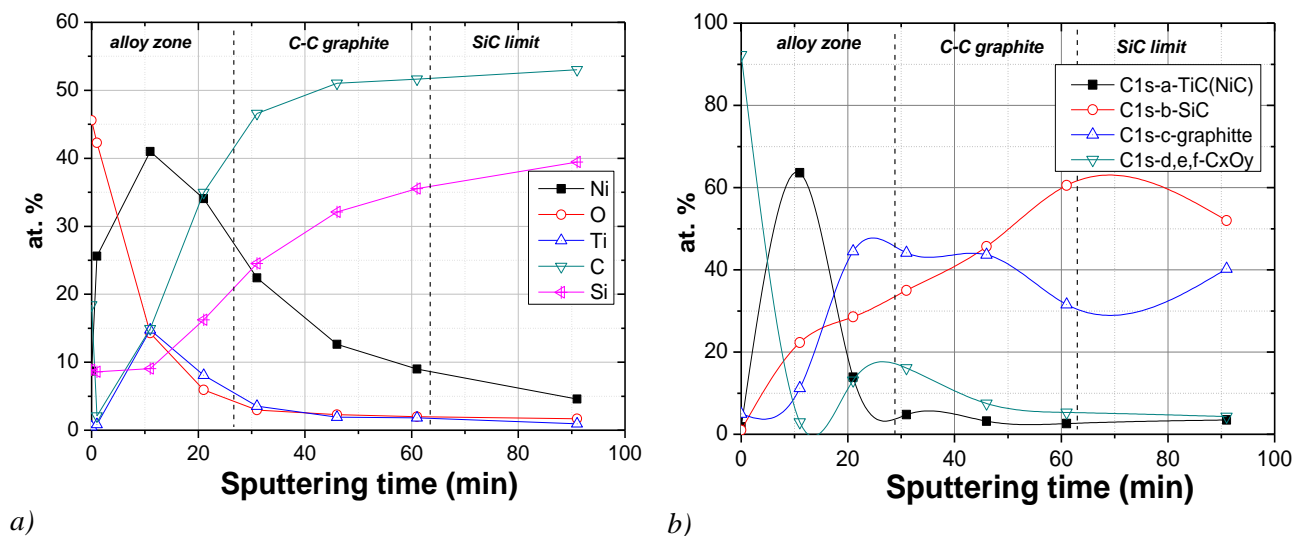 alloy zone C-C graphite SiC limit
60
50
40
30
20
10
0
at. %
Ni
O
Ti
C
Si
0 20 40 60 80 100
Sputtering time (min)
a)
alloy zone C-C graphite SiC limit
100
80
60
40
20
0
at. %
C1s-a-TiC(NiC)
C1s-b-SiC
C1s-c-graphitte
C1s-d,e,f-CxOy
0 20 40 60 80 100
Sputtering time (min)
b)